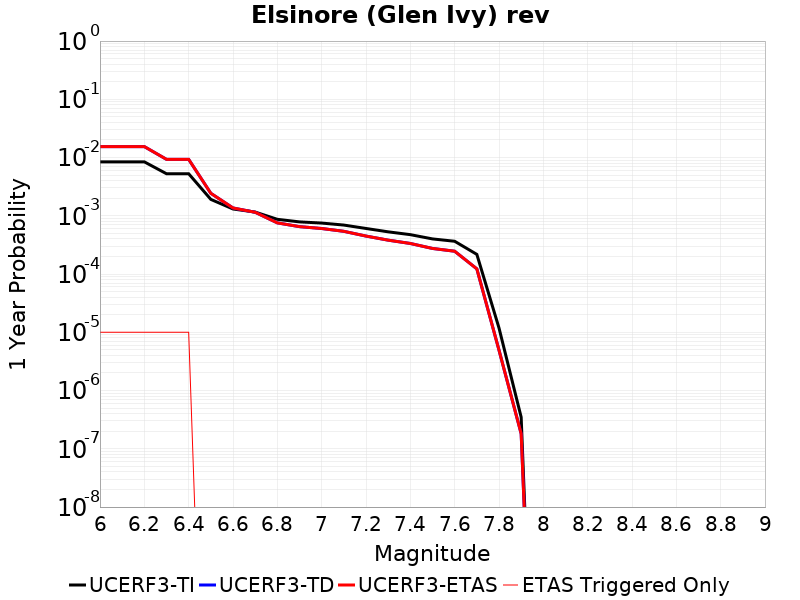 Elsinore (Glen Ivy) rev
10^0
10^-1
10^-2
10^-3
10^-4
10^-5
10^-6
10^-7
10^-8
1 Year Probability
6 6.2 6.4 6.6 6.8 7 7.2 7.4 7.6 7.8 8 8.2 8.4 8.6 8.8 9
Magnitude
UCERF3-TI UCERF3-TD UCERF3-ETAS ETAS Triggered Only